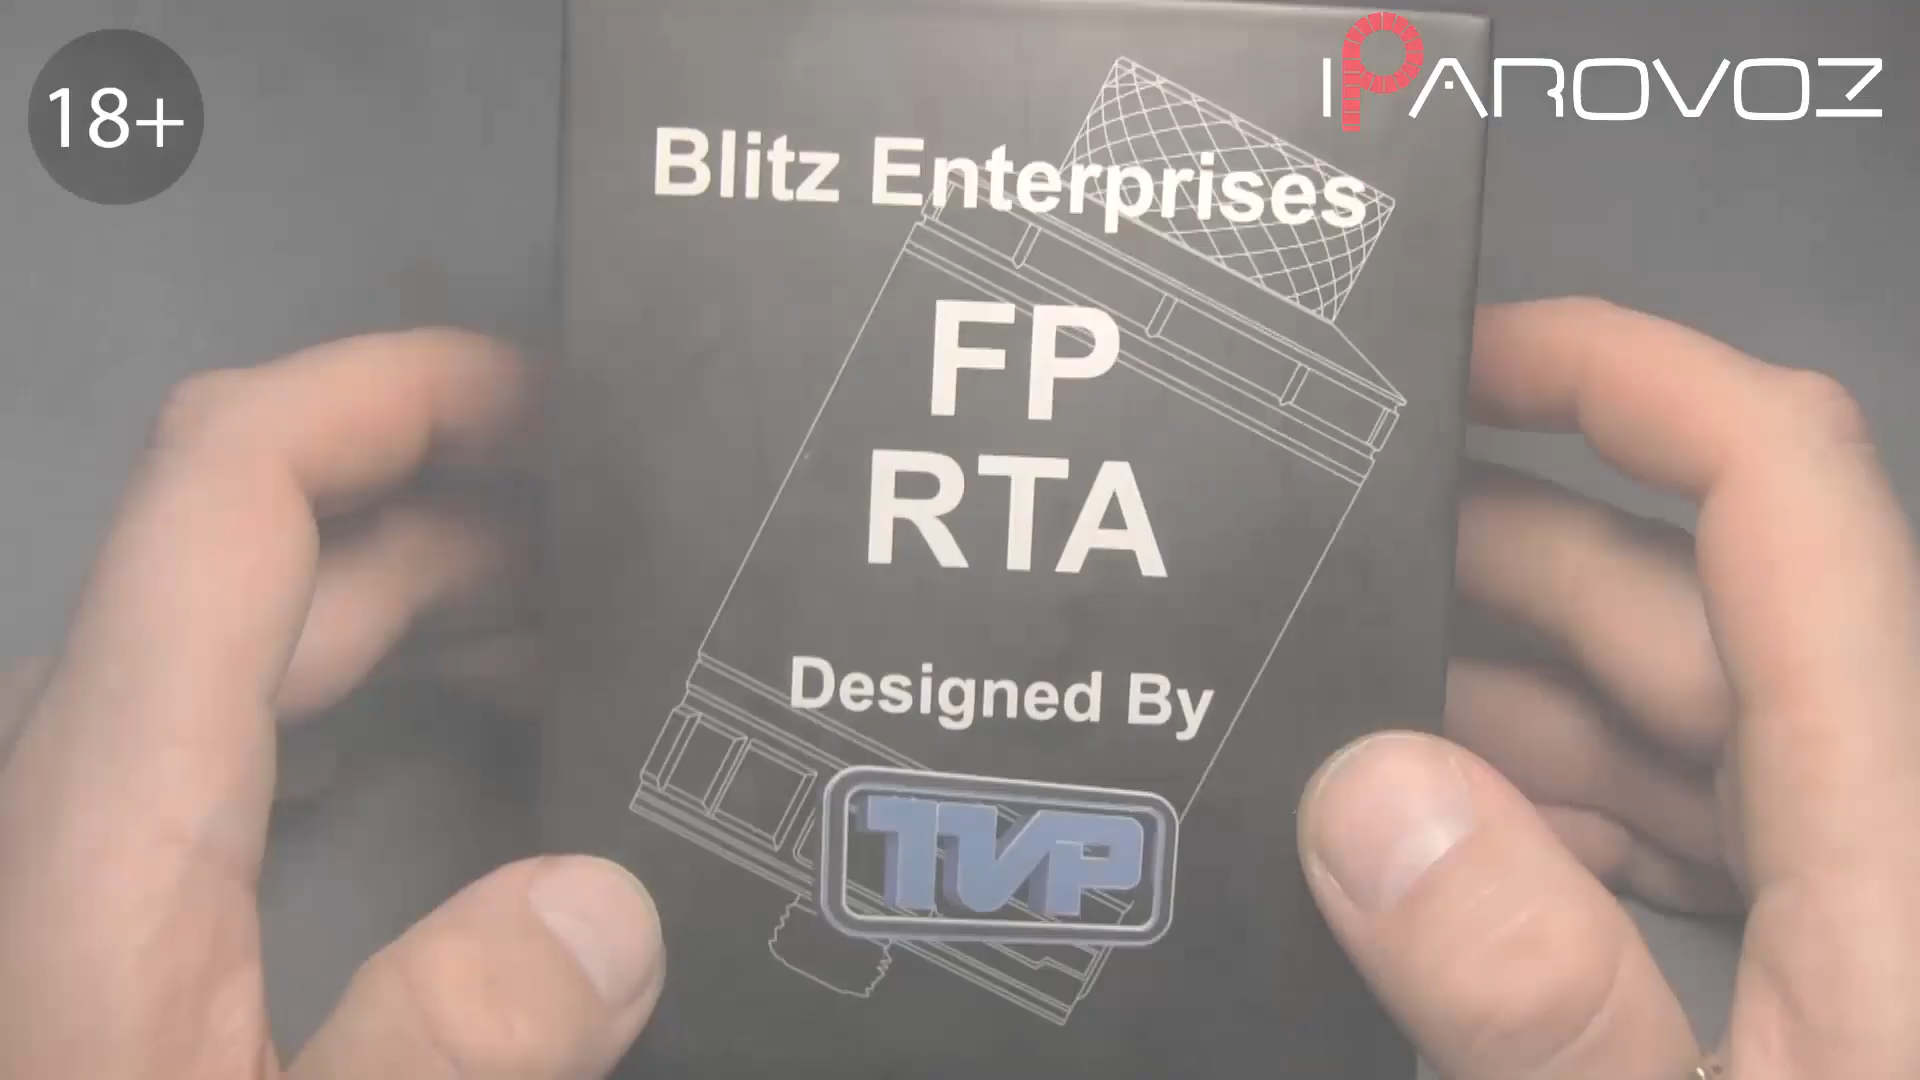 18+
iPAROVOZ
Blitz Enterprises
FP
RTA
Designed By
TVP